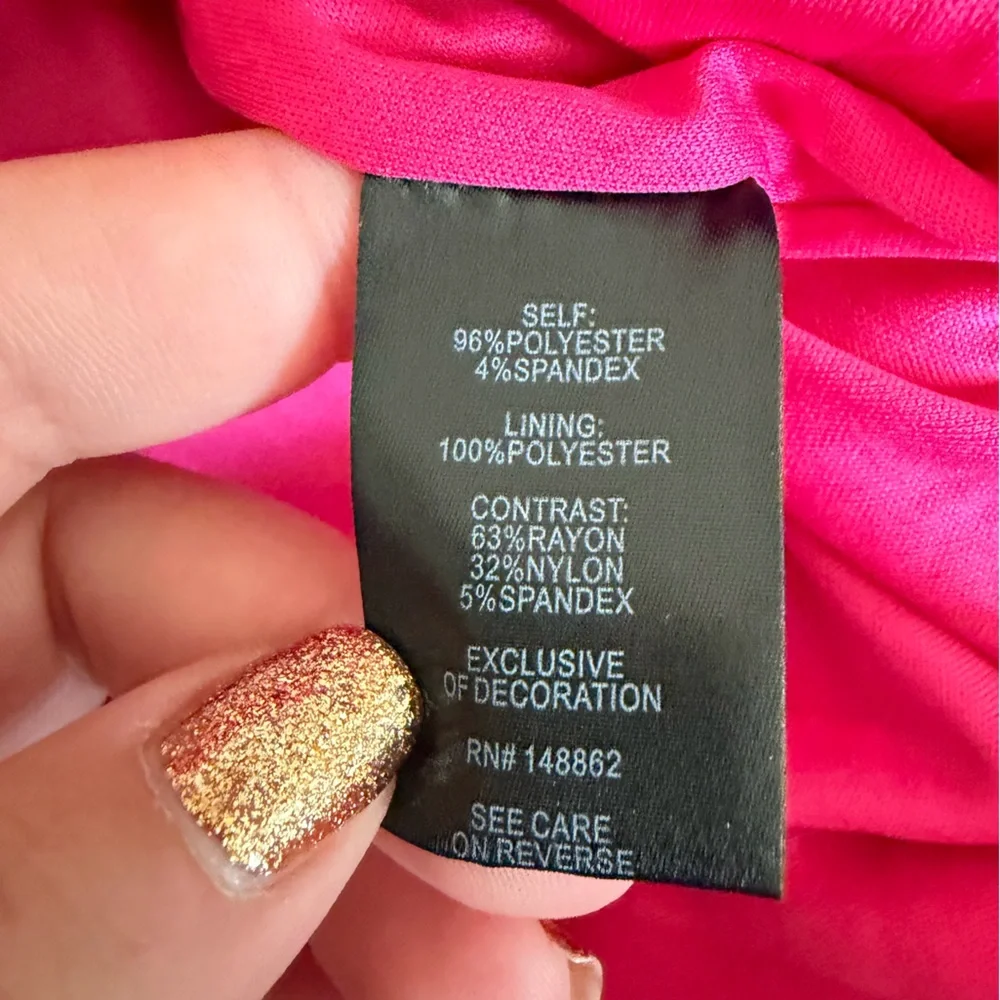 SELF:
96%POLYESTER
4%SPANDEX
LINING:
100%POLYESTER
CONTRAST:
63%RAYON
32%NYLON
5%SPANDEX
EXCLUSIVE
OF DECORATION
RN# 148862
SEE CARE
ON REVERSE